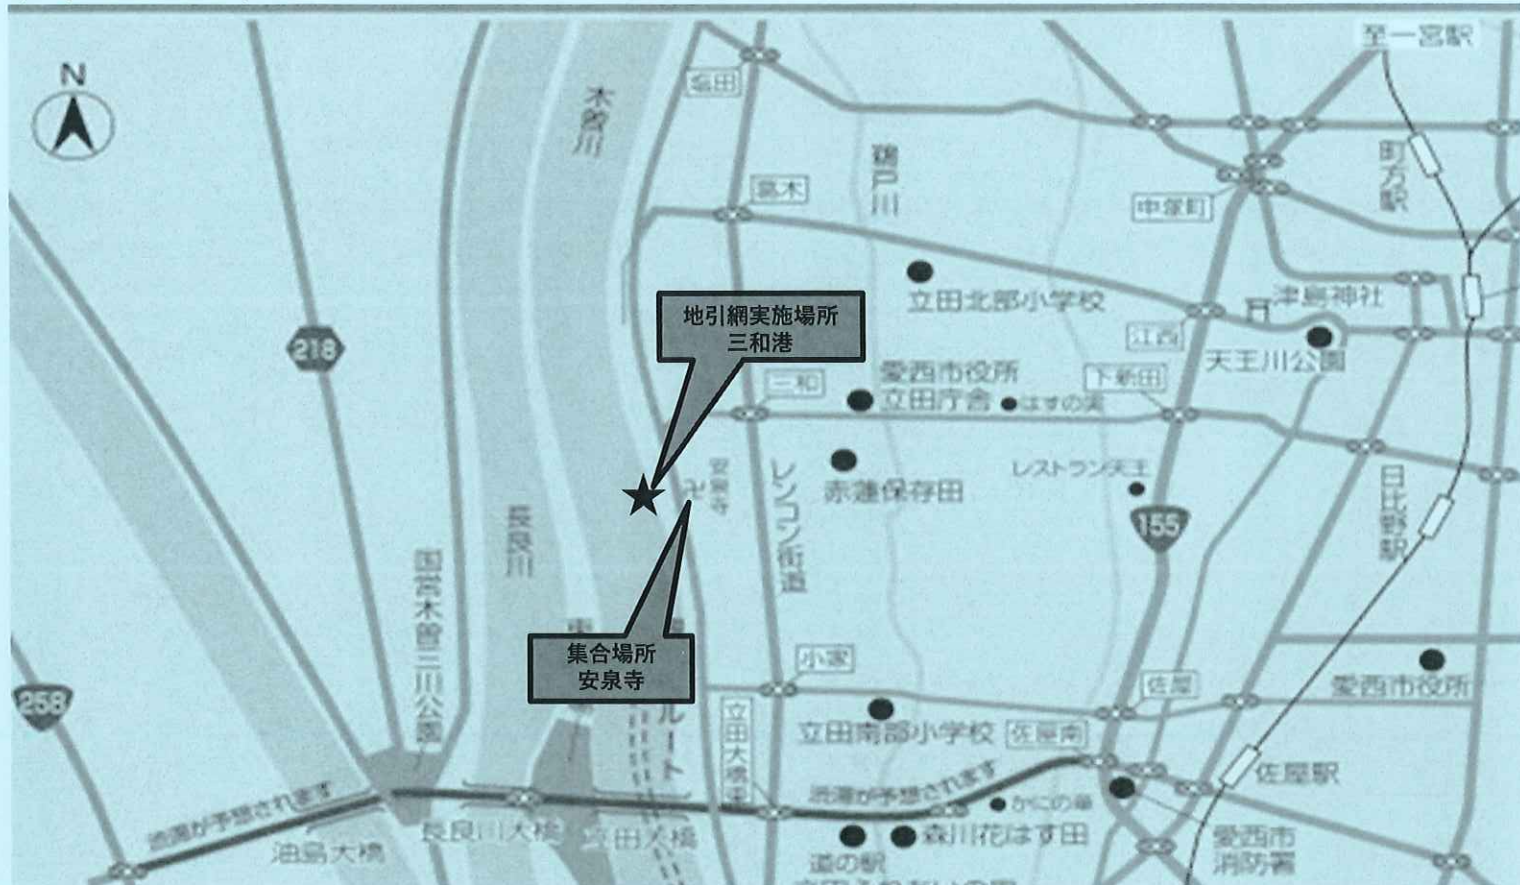 至一宮駅
N
塩田
木曽川
鵜戸川
町方駅
葛木
中塚町
立田北部小学校
津島神社
地引網実施場所
三和港
江西
天王川公園
218
三和
愛西市役所
立田庁舎
はすの実
下新田
安泉寺
レンコン街道
赤蓮保存田
レストラン天王
日比野駅
155
長良川
国営木曽三川公園
集合場所
安泉寺
小家
佐屋
愛西市役所
258
ルート
立田大橋東
立田南部小学校
佐屋南
佐屋駅
渋滞が予想されます
渋滞が予想されます
かにの華
油島大橋
長良川大橋
立田大橋
森川花はす田
道の駅
愛西市
消防署